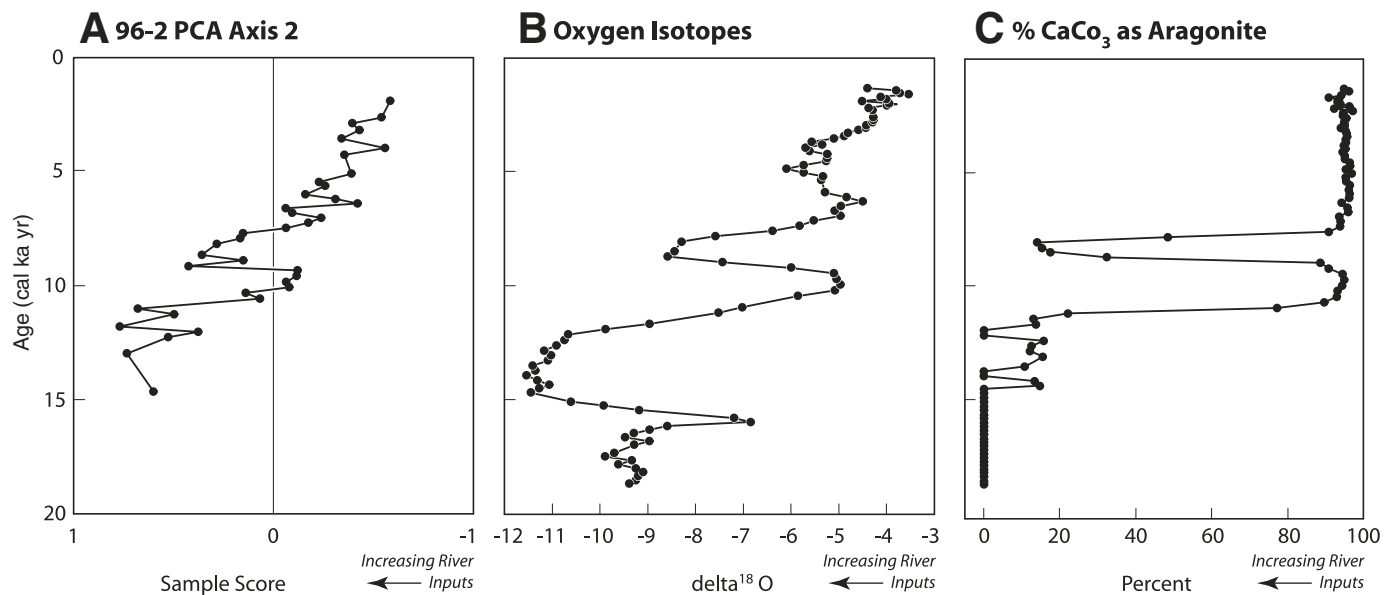 A 96-2 PCA Axis 2
B Oxygen Isotopes
C % CaCo3 as Aragonite
Age (cal ka yr)
0
5
10
15
20
1 0 -1
-12 -11 -10 -9 -8 -7 -6 -5 -4 -3
0 20 40 60 80 100
Increasing River
Inputs
Sample Score
Increasing River
Inputs
delta18 O
Increasing River
Inputs
Percent